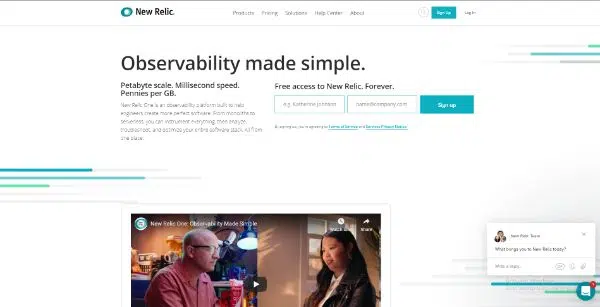 New Relic.
Products Pricing Solutions Help Center About
Sign Up Log In
Observability made simple.
Petabyte scale. Millisecond speed.
Pennies per GB.
New Relic One is an observability platform built to help
engineers create more perfect software. From monoliths to
serverless, you can instrument everything, then analyze,
troubleshoot, and optimize your entire software stack. All from
one place.
Free access to New Relic. Forever.
e.g. Katherine Johnson name@company.com Sign up
By signing up, you're agreeing to Terms of Service and Services Privacy Notice.
New Relic One: Observability Made Simple
Watch Share
New Relic Team
What brings you to New Relic today?
Write a reply..